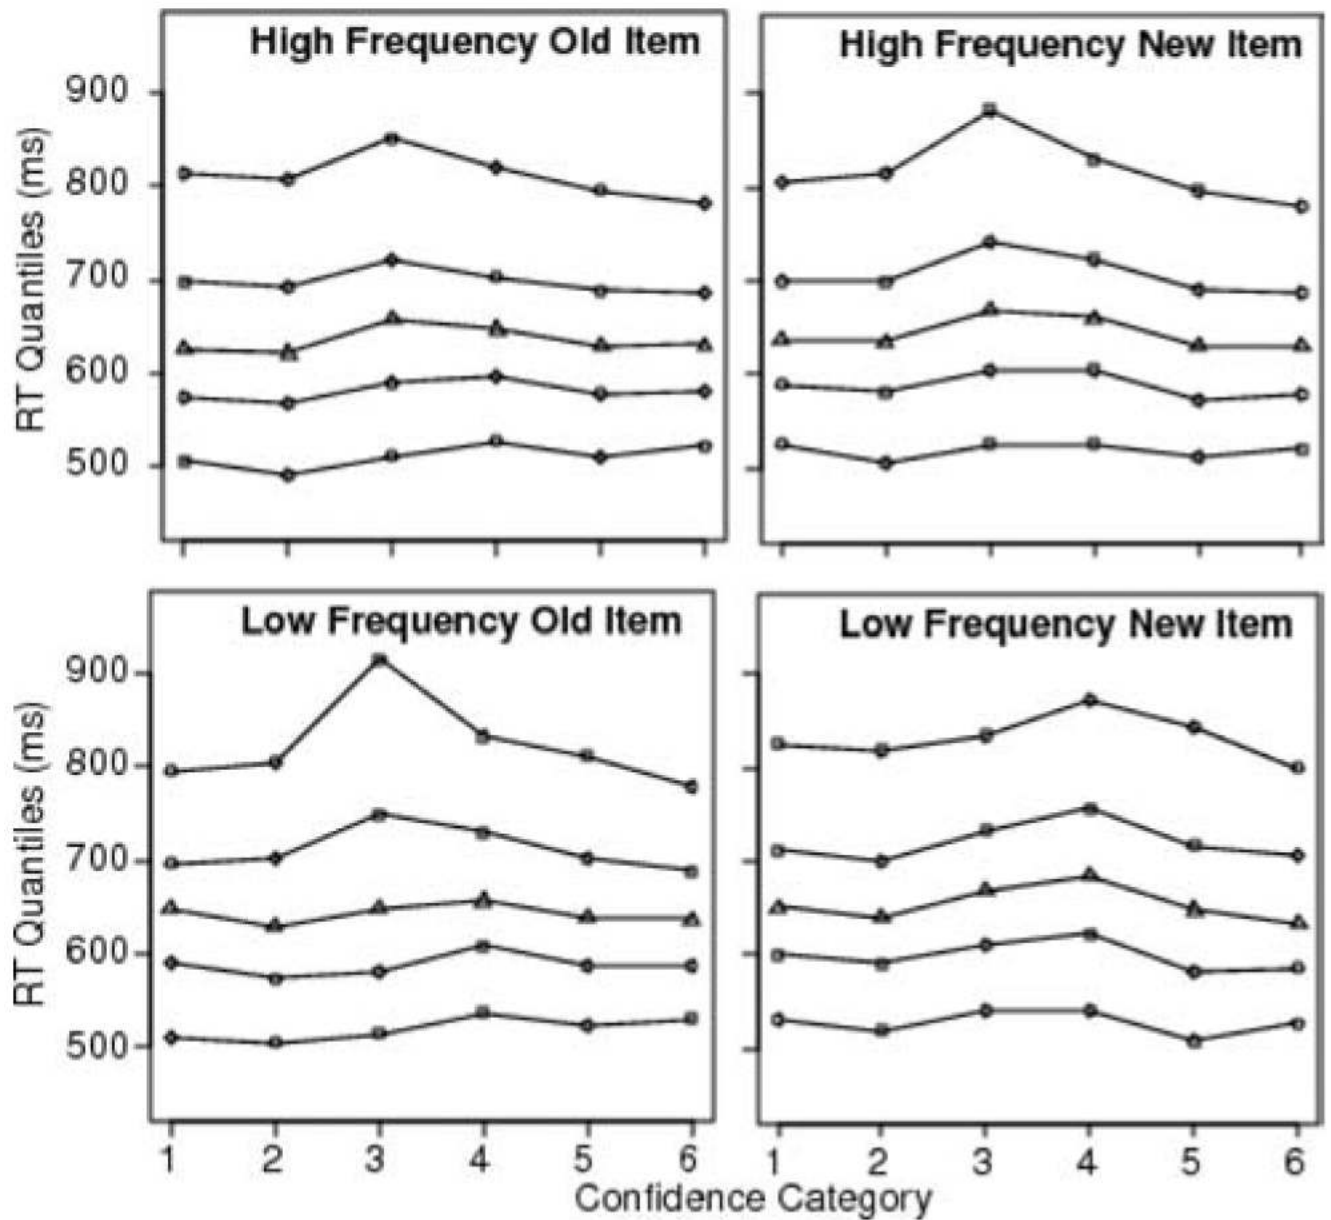 High Frequency Old Item
High Frequency New Item
RT Quantiles (ms)
900
800
700
600
500
Low Frequency Old Item
Low Frequency New Item
RT Quantiles (ms)
900
800
700
600
500
1 2 3 4 5 6 1 2 3 4 5 6
Confidence Category